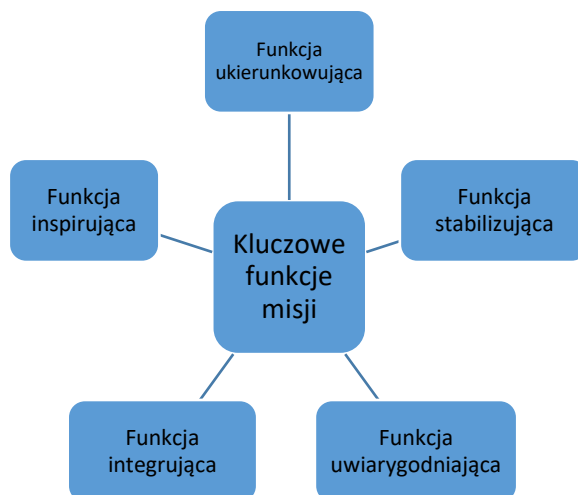 Funkcja
ukierunkowująca
Funkcja
inspirująca
Funkcja
stabilizująca
Kluczowe
funkcje
misji
Funkcja
integrująca
Funkcja
uwiarygodniająca